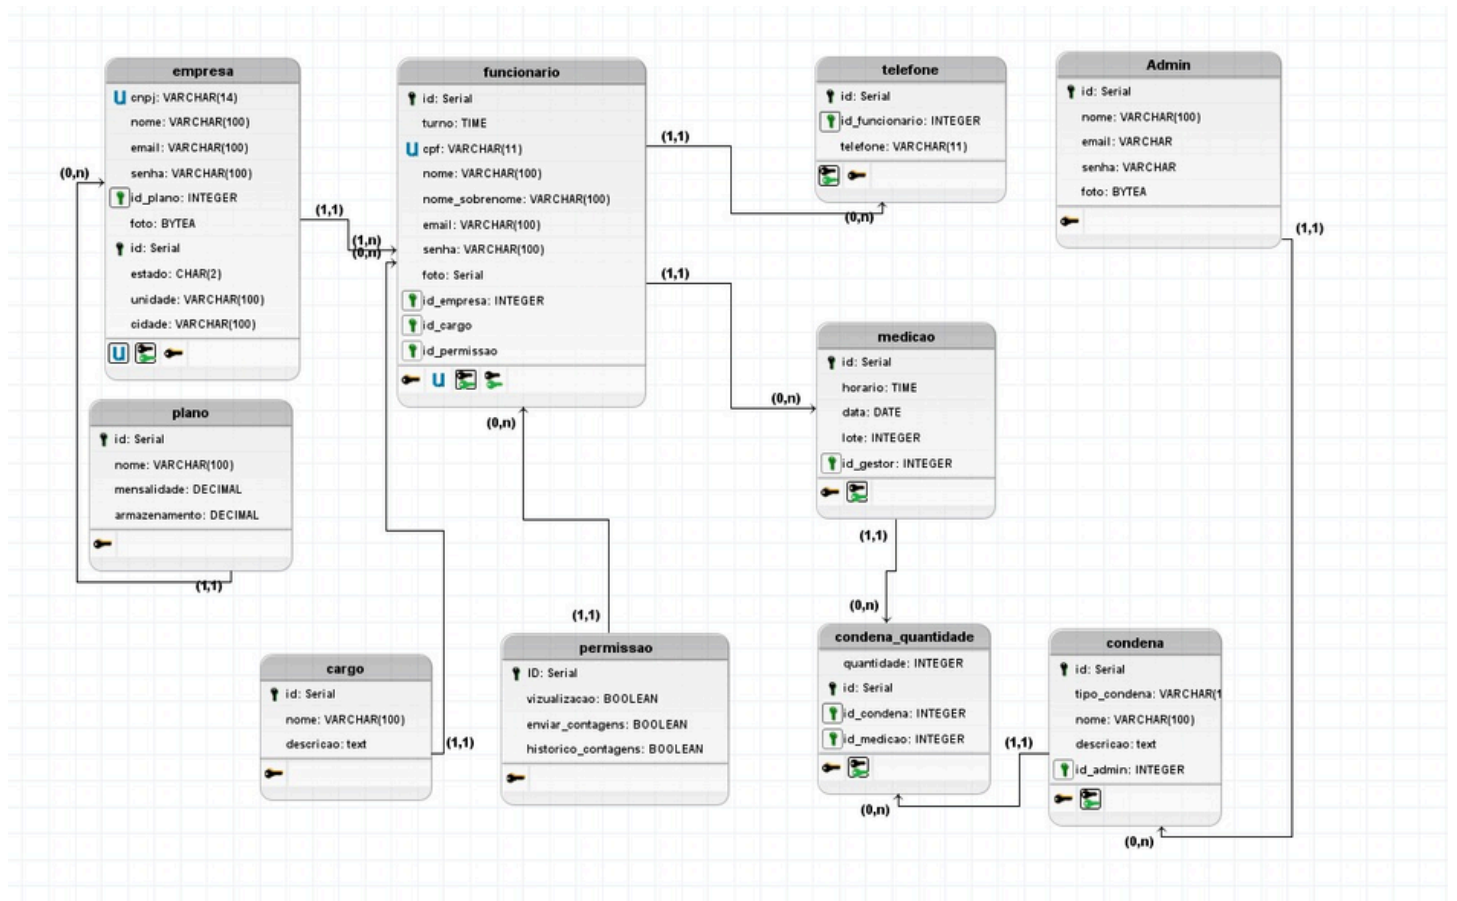 empresa
cnpj: VARCHAR(14)
nome: VARCHAR(100)
email: VARCHAR(100)
senha: VARCHAR(100)
id_plano: INTEGER
foto: BYTEA
id: Serial
estado: CHAR(2)
unidade: VARCHAR(100)
cidade: VARCHAR(100)
(0,n)
(1,1)
(1,n)
(0,n)
funcionario
id: Serial
turno: TIME
cpf: VARCHAR(11)
nome: VARCHAR(100)
nome_sobrenome: VARCHAR(100)
email: VARCHAR(100)
senha: VARCHAR(100)
foto: Serial
id_empresa: INTEGER
id_cargo
id_permissao
(1,1)
(0,n)
(1,1)
(0,n)
(0,n)
telefone
id: Serial
id_funcionario: INTEGER
telefone: VARCHAR(11)
Admin
id: Serial
nome: VARCHAR(100)
email: VARCHAR
senha: VARCHAR
foto: BYTEA
(1,1)
medicao
id: Serial
horario: TIME
data: DATE
lote: INTEGER
id_gestor: INTEGER
(1,1)
(0,n)
plano
id: Serial
nome: VARCHAR(100)
mensalidade: DECIMAL
armazenamento: DECIMAL
(1,1)
cargo
id: Serial
nome: VARCHAR(100)
descricao: text
(1,1)
(1,1)
permissao
ID: Serial
vizualizacao: BOOLEAN
enviar_contagens: BOOLEAN
historico_contagens: BOOLEAN
condena_quantidade
quantidade: INTEGER
id: Serial
id_condena: INTEGER
id_medicao: INTEGER
(0,n)
(1,1)
condena
id: Serial
tipo_condena: VARCHAR(1
nome: VARCHAR(100)
descricao: text
id_admin: INTEGER
(0,n)